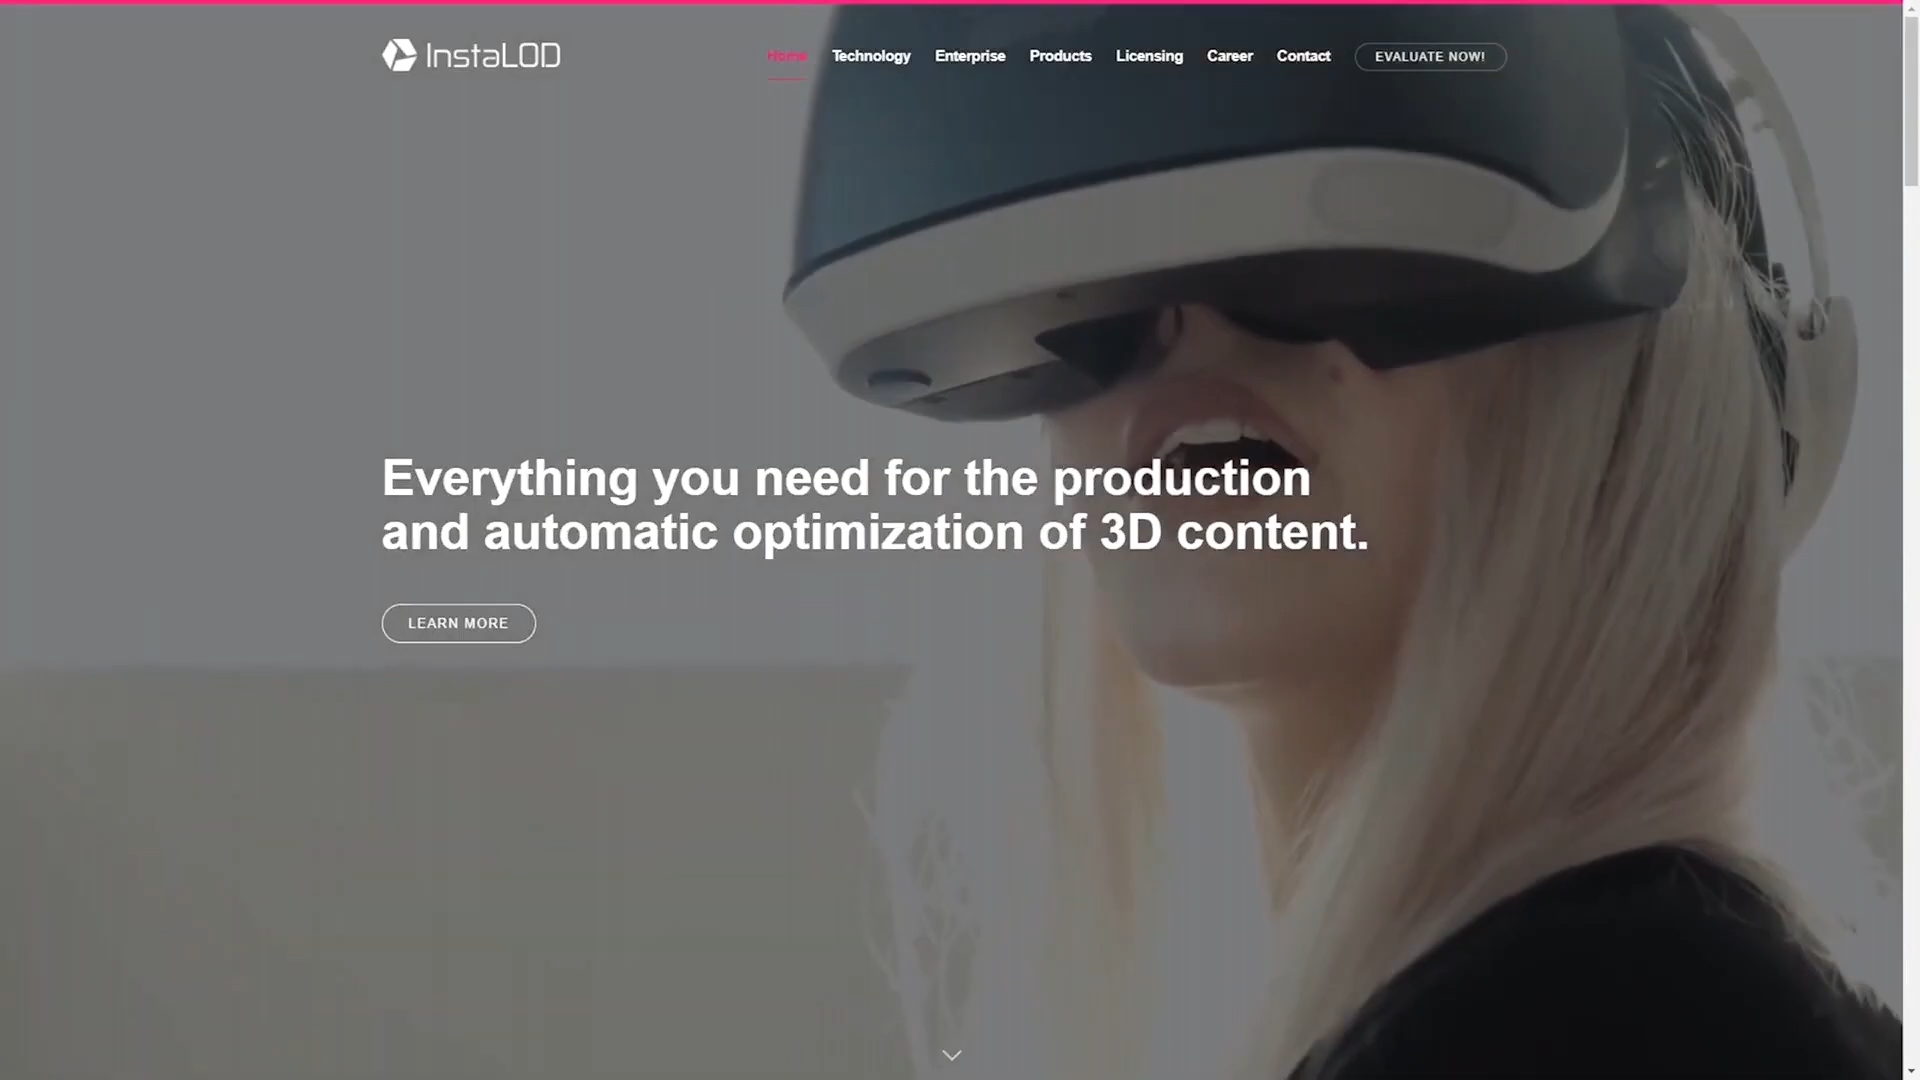 InstaLOD
Home Technology Enterprise Products Licensing Career Contact EVALUATE NOW!
Everything you need for the production
and automatic optimization of 3D content.
LEARN MORE